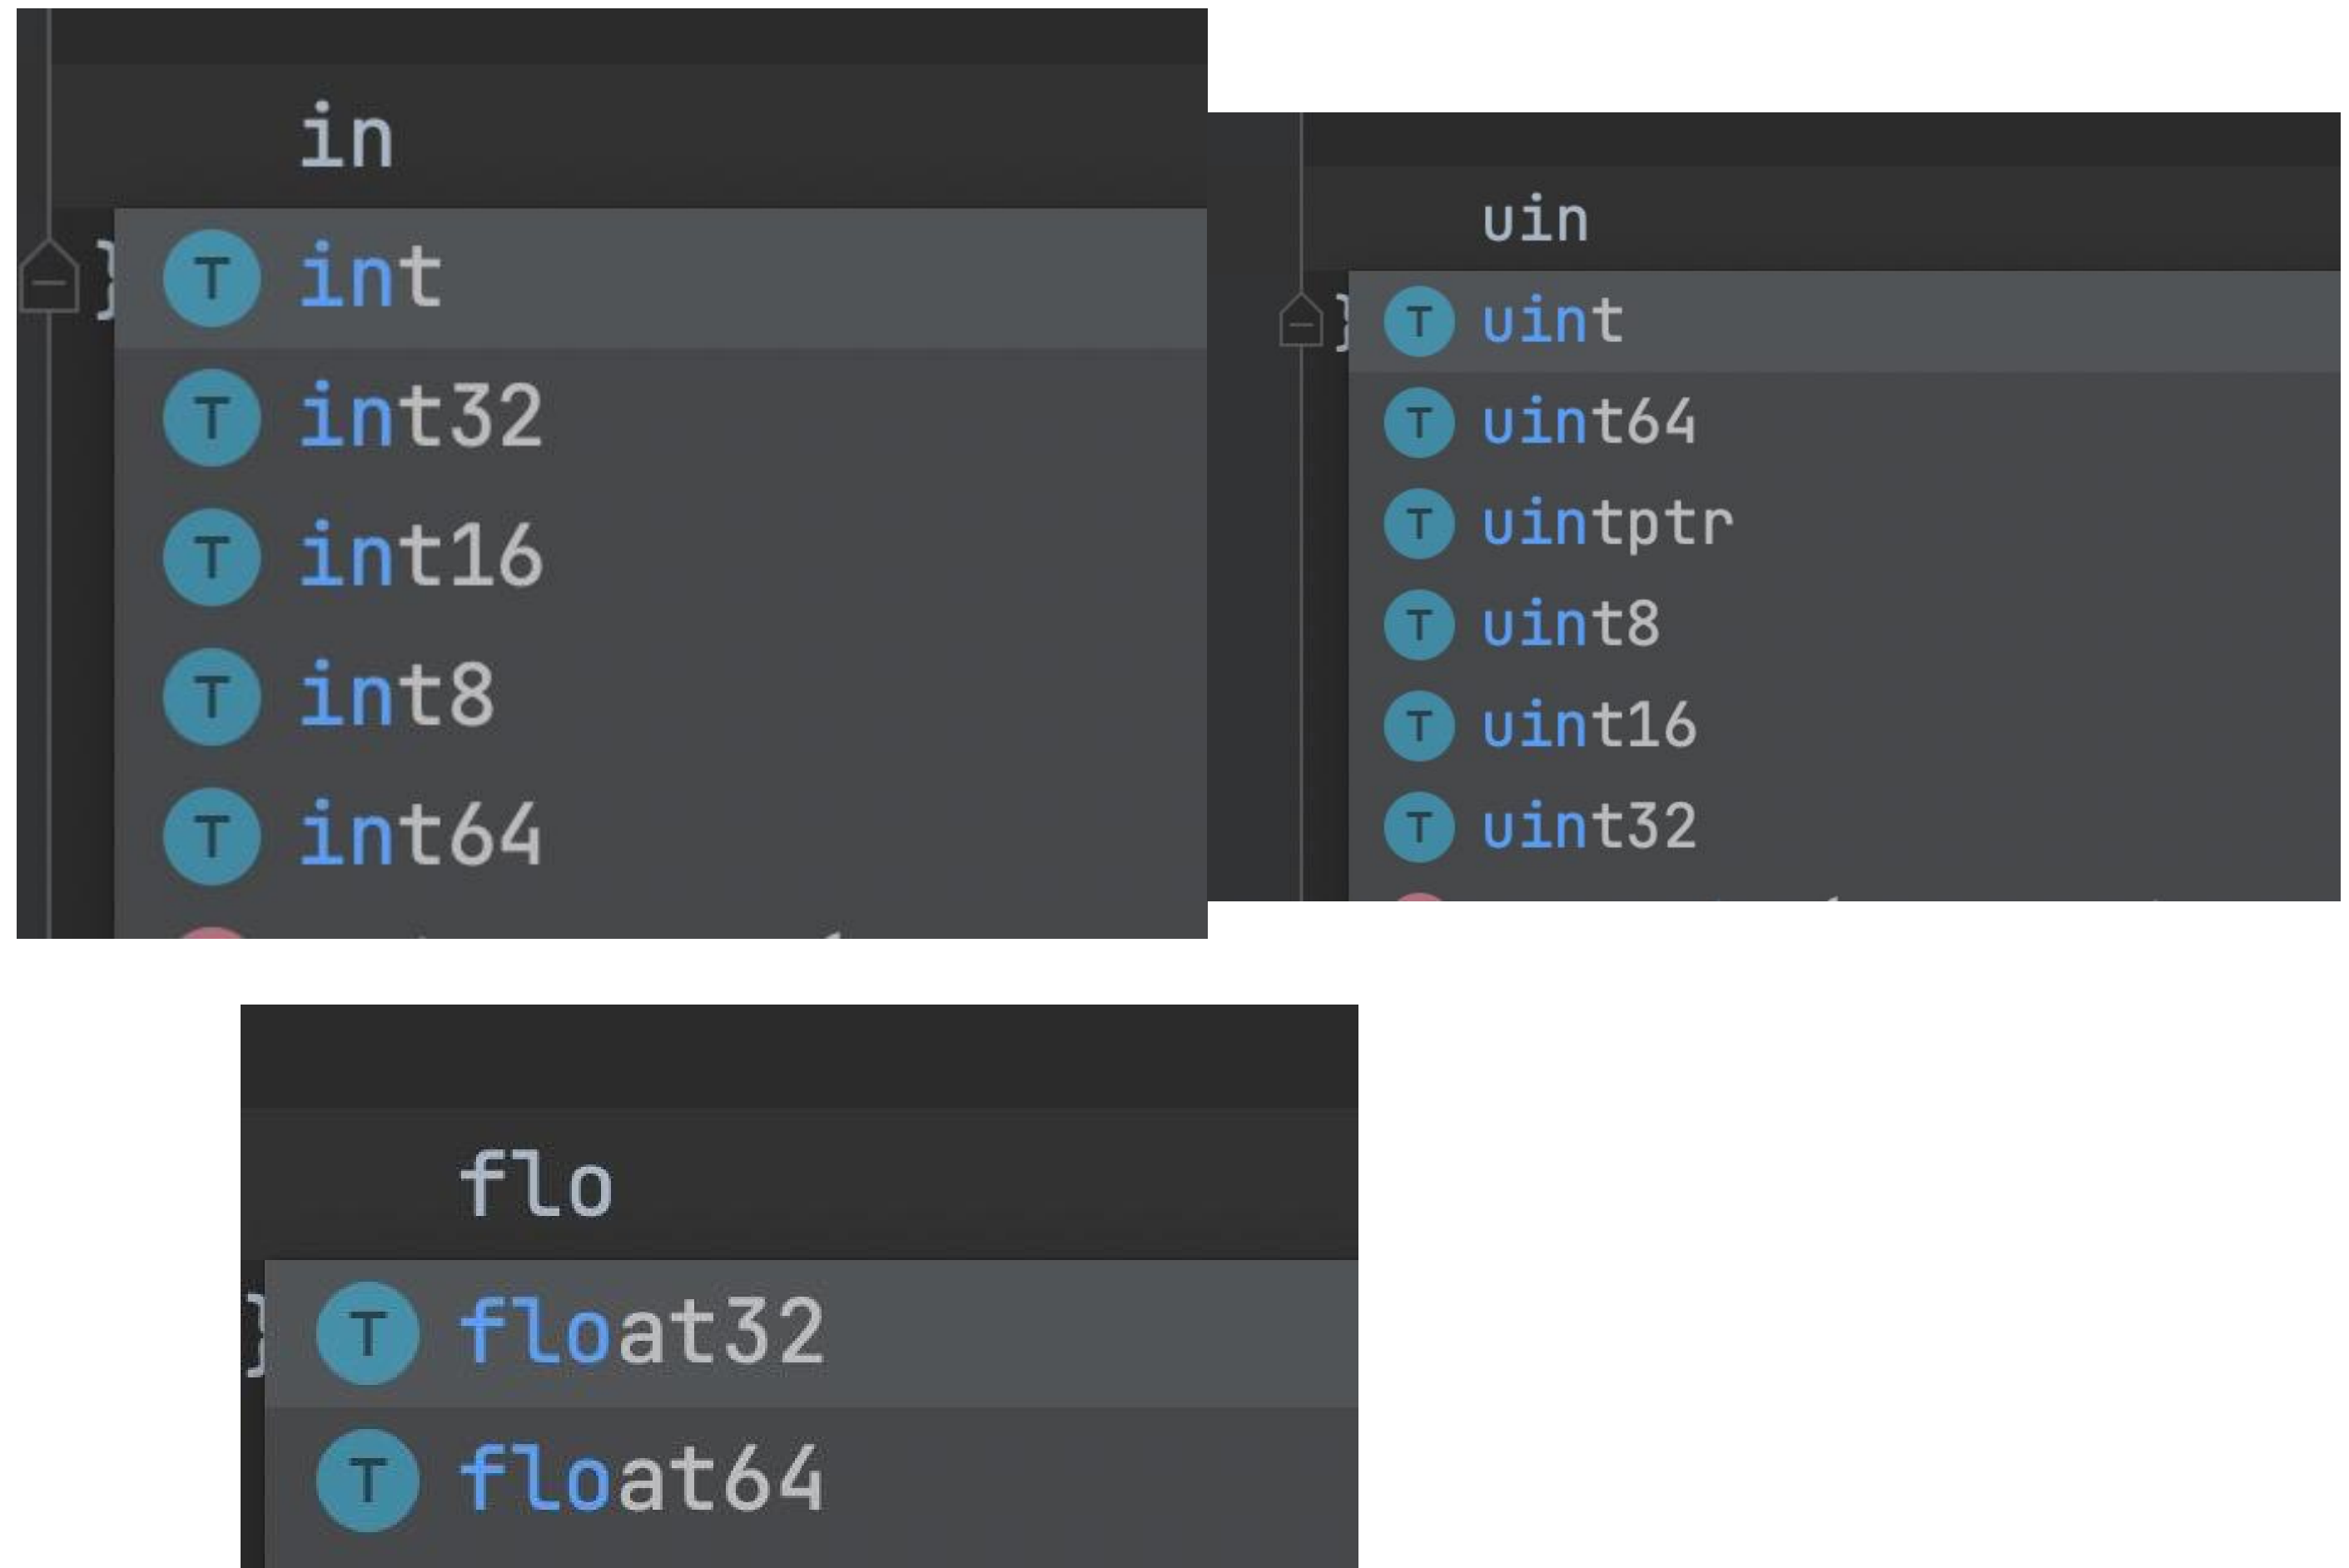 in
}
T int
T int32
T int16
T int8
T int64
uin
}
T uint
T uint64
T uintptr
T uint8
T uint16
T uint32
flo
}
T float32
T float64